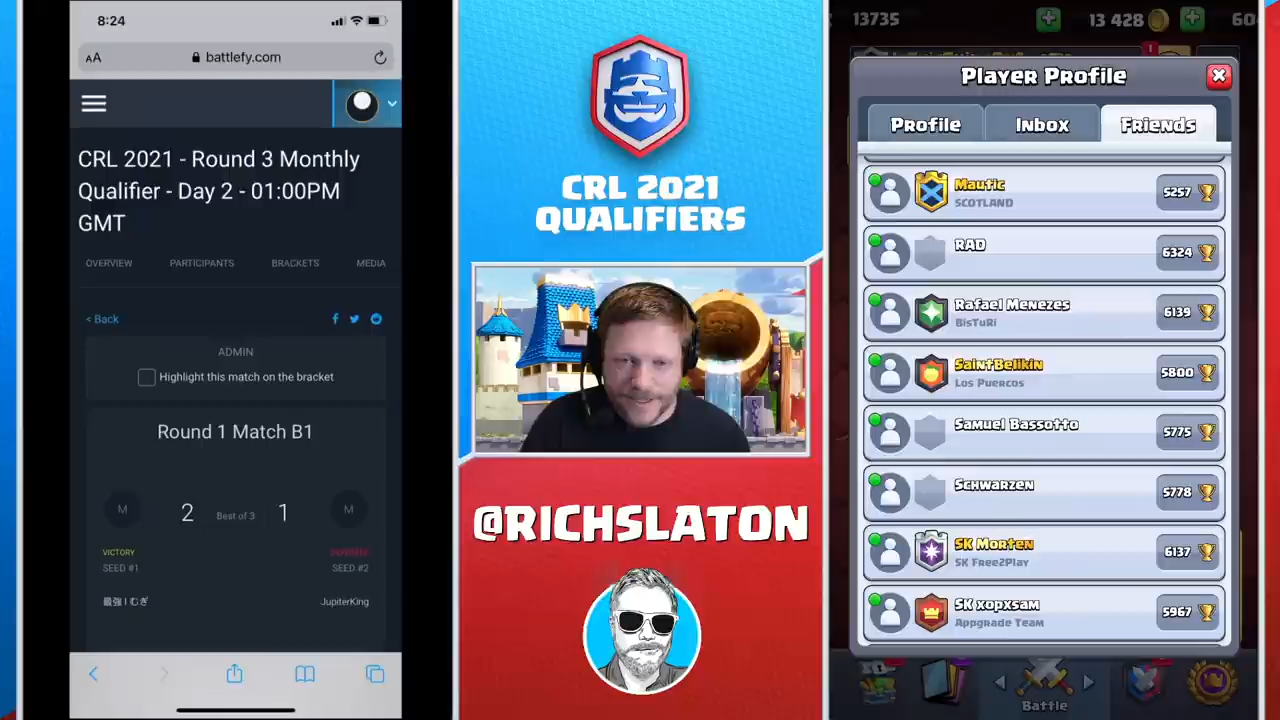 8:24
AA
battlefy.com
CRL 2021 - Round 3 Monthly
Qualifier - Day 2 - 01:00PM
GMT
OVERVIEW
PARTICIPANTS
BRACKETS
MEDIA
< Back
ADMIN
Highlight this match on the bracket
Round 1 Match B1
M
2
Best of 3
1
M
VICTORY
SEED #1
SEED #2
最強|むぎ
JupiterKing
CRL 2021
QUALIFIERS
@RICHSLATON
13735
13 428
Player Profile
Profile
Inbox
Friends
Mautic
SCOTLAND
5257
RAD
6324
Rafael Menezes
BisTuRi
6139
SaintBelikin
Los Puercos
5800
Samuel Bassotto
5775
Schwarzen
5778
SK Morten
SK Free2Play
6137
SK xopxsam
Appgrade Team
5967
Battle